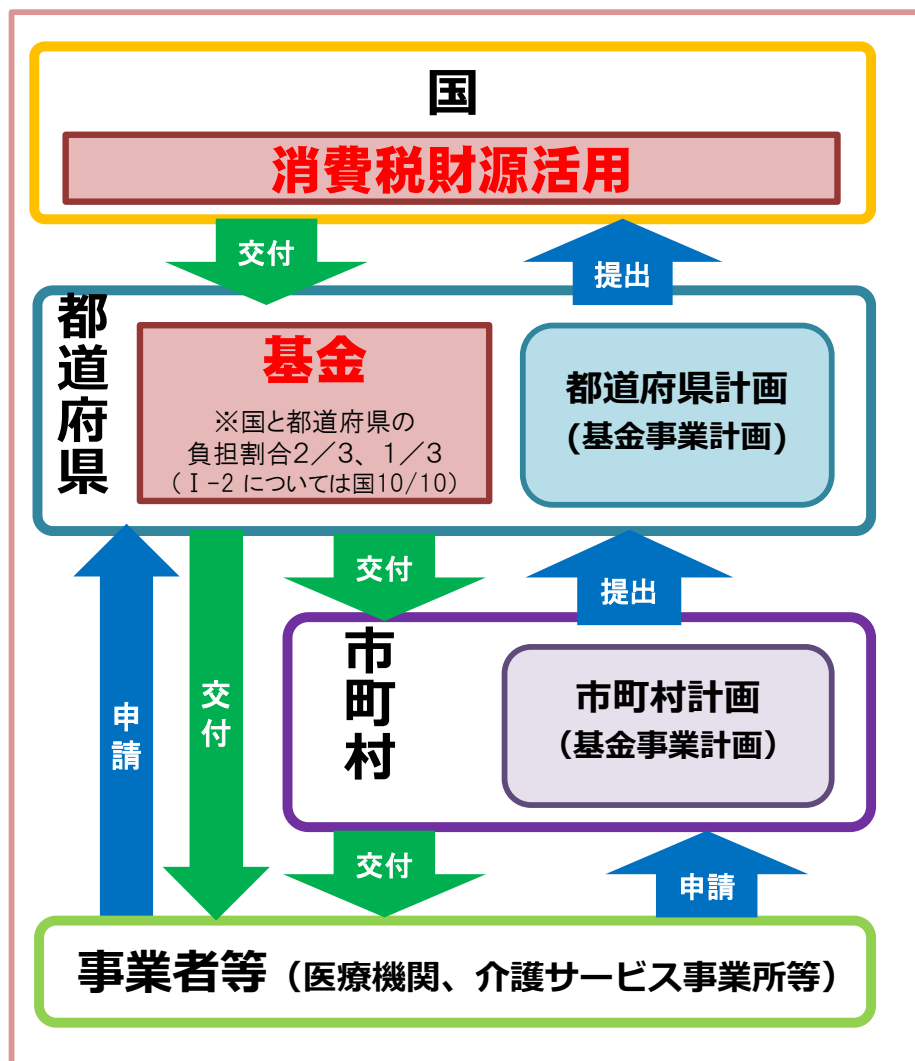 国
消費税財源活用
交付
提出
都道府県
基金
※国と都道府県の
負担割合２／３、１／３
（Ⅰ-2 については国10/10）
都道府県計画
(基金事業計画)
交付
提出
申請
交付
市町村
市町村計画
（基金事業計画）
交付
申請
事業者等（医療機関、介護サービス事業所等）